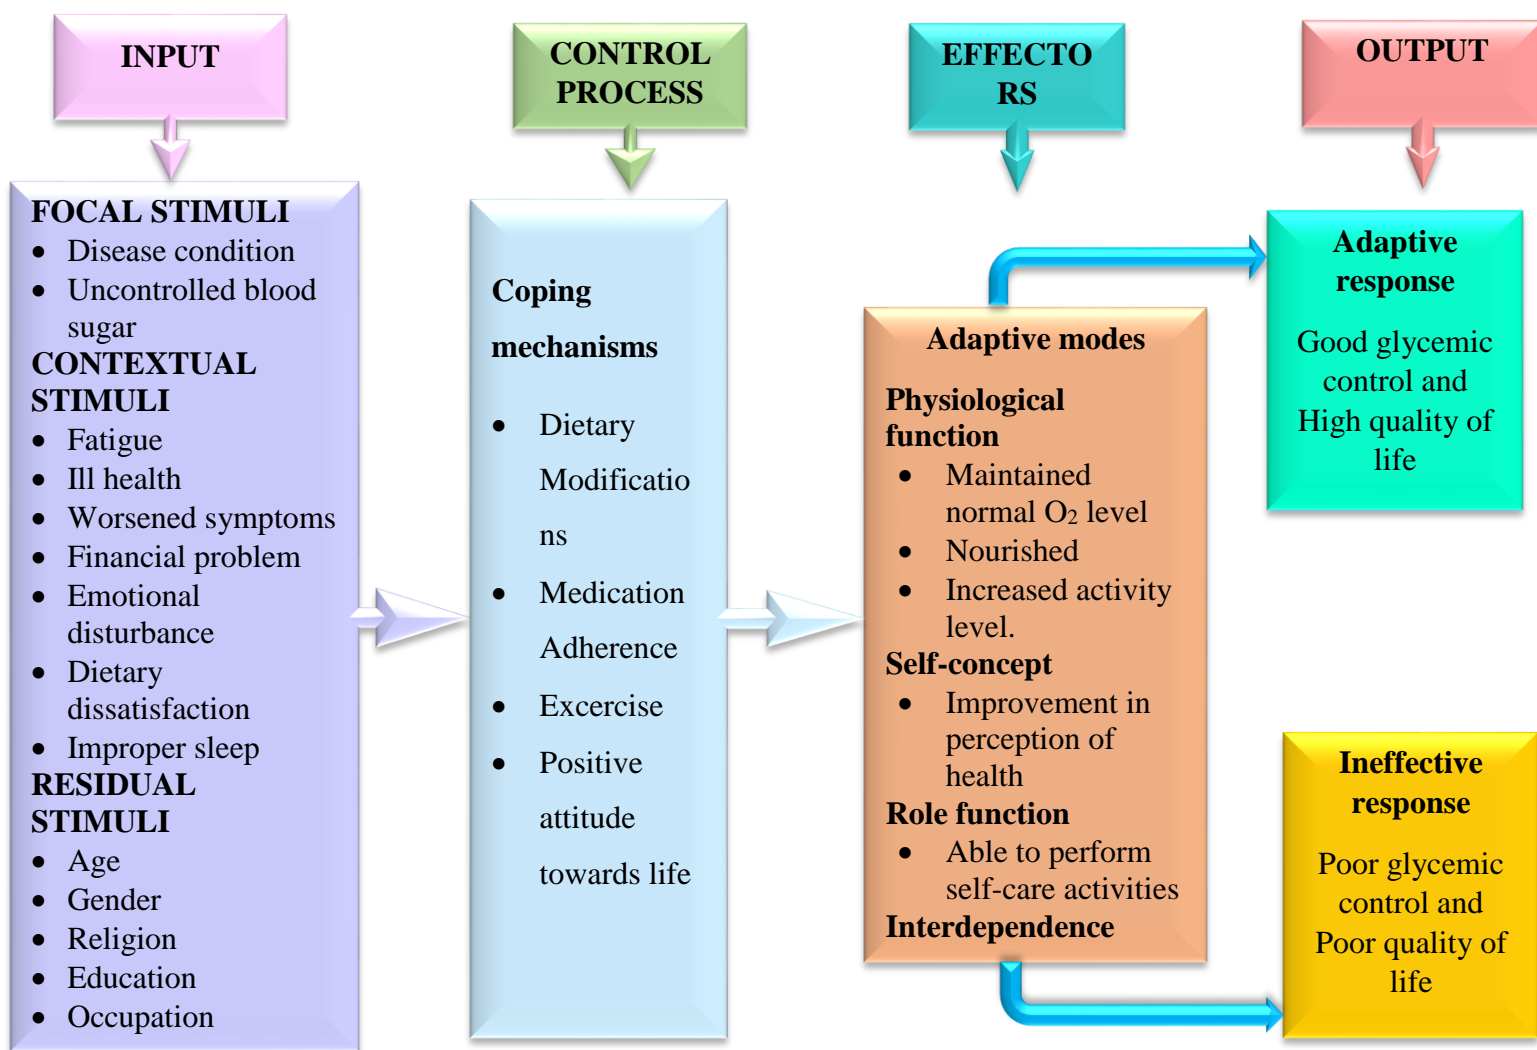 INPUT
FOCAL STIMULI
• Disease condition
• Uncontrolled blood
sugar
CONTEXTUAL
STIMULI
• Fatigue
• Ill health
• Worsened symptoms
• Financial problem
• Emotional
disturbance
• Dietary
dissatisfaction
• Improper sleep
RESIDUAL
STIMULI
• Age
• Gender
• Religion
• Education
• Occupation
CONTROL
PROCESS
Coping
mechanisms
• Dietary
Modificatio
ns
• Medication
Adherence
• Excercise
• Positive
attitude
towards life
EFFECTO
RS
Adaptive modes
Physiological
function
• Maintained
normal O₂ level
• Nourished
• Increased activity
level.
Self-concept
• Improvement in
perception of
health
Role function
• Able to perform
self-care activities
Interdependence
OUTPUT
Adaptive
response
Good glycemic
control and
High quality of
life
Ineffective
response
Poor glycemic
control and
Poor quality of
life